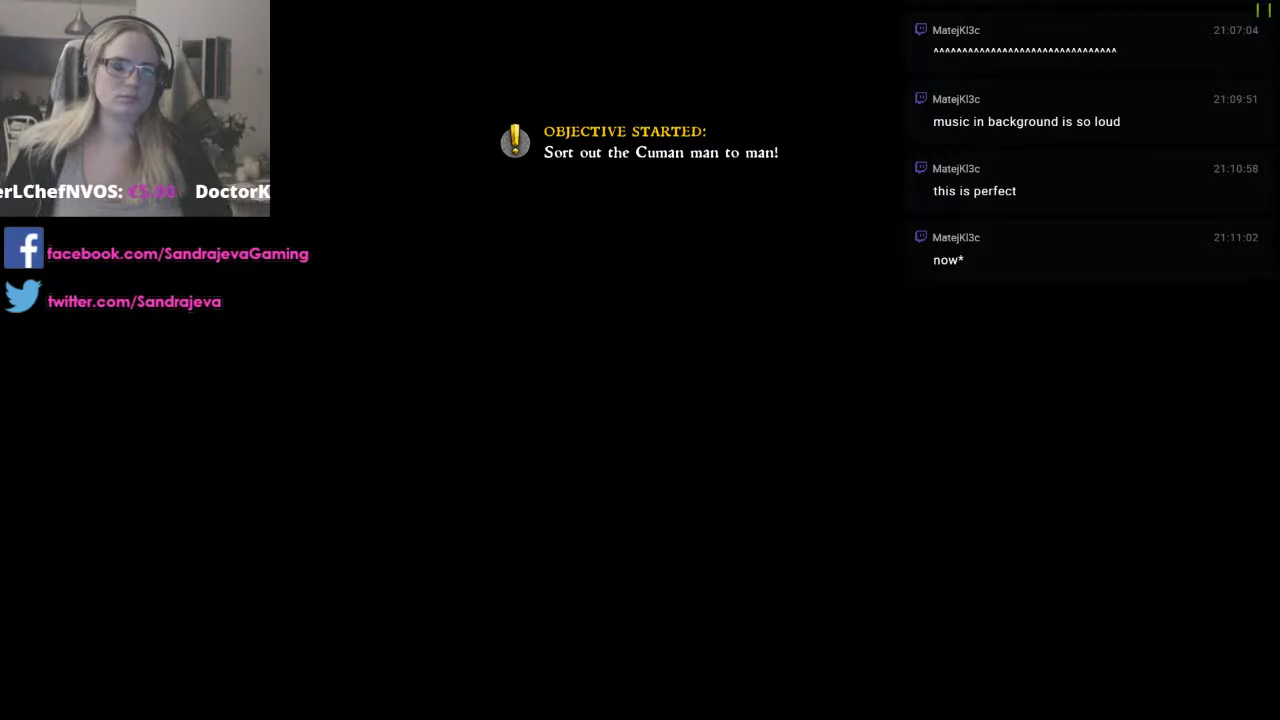 erLChefNVOS: €5.00 DoctorK
facebook.com/SandrajevaGaming
twitter.com/Sandrajeva
OBJECTIVE STARTED:
Sort out the Cuman man to man!
MatejKl3c 21:07:04
^^^^^^^^^^^^^^^^^^^^^^^^^^^^^^^^
MatejKl3c 21:09:51
music in background is so loud
MatejKl3c 21:10:58
this is perfect
MatejKl3c 21:11:02
now*